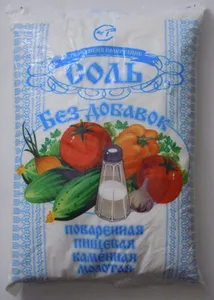 СОЛЬ
Без добавок
ПОВАРЕННАЯ
ПИЩЕВАЯ
КАМЕННАЯ
МОЛОТАЯ